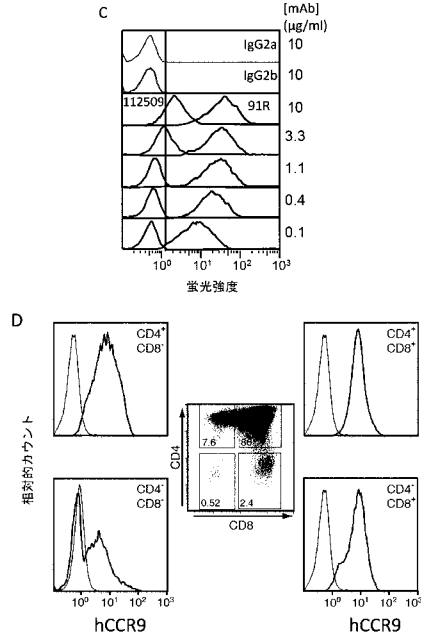 C
[mAb]
(µg/ml)
IgG2a 10
IgG2b 10
112509 91R 10
3.3
1.1
0.4
0.1
10⁰ 10¹ 10² 10³
蛍光強度
D
CD4⁺
CD8⁻
CD4⁺
CD8⁺
相対的カウント
CD4
7.6
0.52 2.4
CD8
CD4⁻
CD8⁻
CD4⁻
CD8⁺
10⁰ 10¹ 10² 10³
10⁰ 10¹ 10² 10³
hCCR9
hCCR9